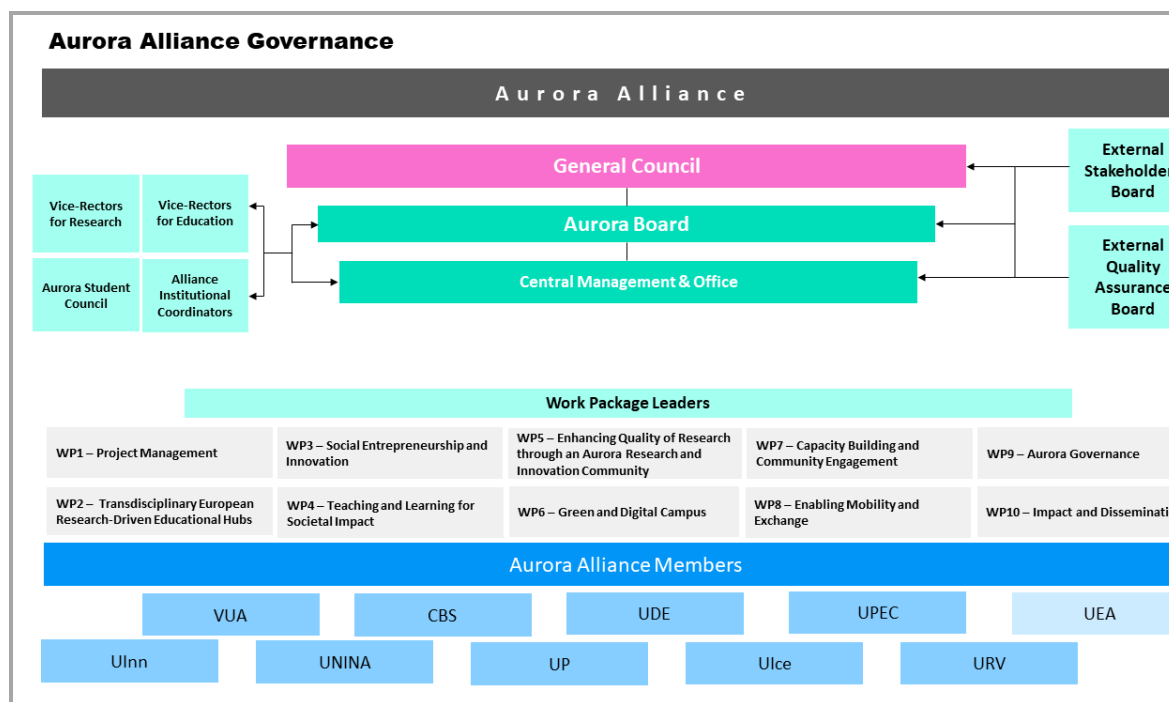 Aurora Alliance Governance
Aurora Alliance
General Council
External
Stakeholder
Board
Vice-Rectors
for Research
Vice-Rectors
for Education
Aurora Board
Aurora Student
Council
Alliance
Institutional
Coordinators
Central Management & Office
External
Quality
Assurance
Board
Work Package Leaders
WP1 – Project Management
WP3 – Social Entrepreneurship and
Innovation
WP5 – Enhancing Quality of Research
through an Aurora Research and
Innovation Community
WP7 – Capacity Building and
Community Engagement
WP9 – Aurora Governance
WP2 – Transdisciplinary European
Research-Driven Educational Hubs
WP4 – Teaching and Learning for
Societal Impact
WP6 – Green and Digital Campus
WP8 – Enabling Mobility and
Exchange
WP10 – Impact and Disseminati
Aurora Alliance Members
VUA
CBS
UDE
UPEC
UEA
UInn
UNINA
UP
UIce
URV